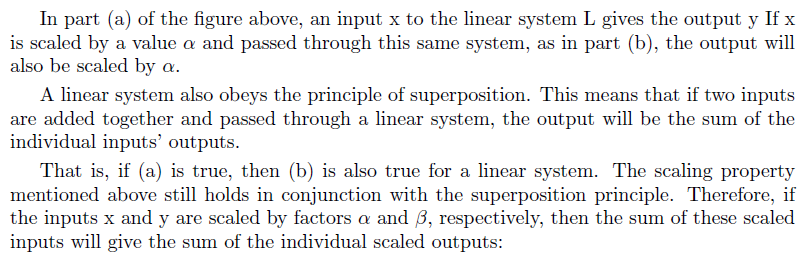 In part (a) of the figure above, an input x to the linear system L gives the output y If x
is scaled by a value α and passed through this same system, as in part (b), the output will
also be scaled by α.
A linear system also obeys the principle of superposition. This means that if two inputs
are added together and passed through a linear system, the output will be the sum of the
individual inputs’ outputs.
That is, if (a) is true, then (b) is also true for a linear system. The scaling property
mentioned above still holds in conjunction with the superposition principle. Therefore, if
the inputs x and y are scaled by factors α and β, respectively, then the sum of these scaled
inputs will give the sum of the individual scaled outputs: